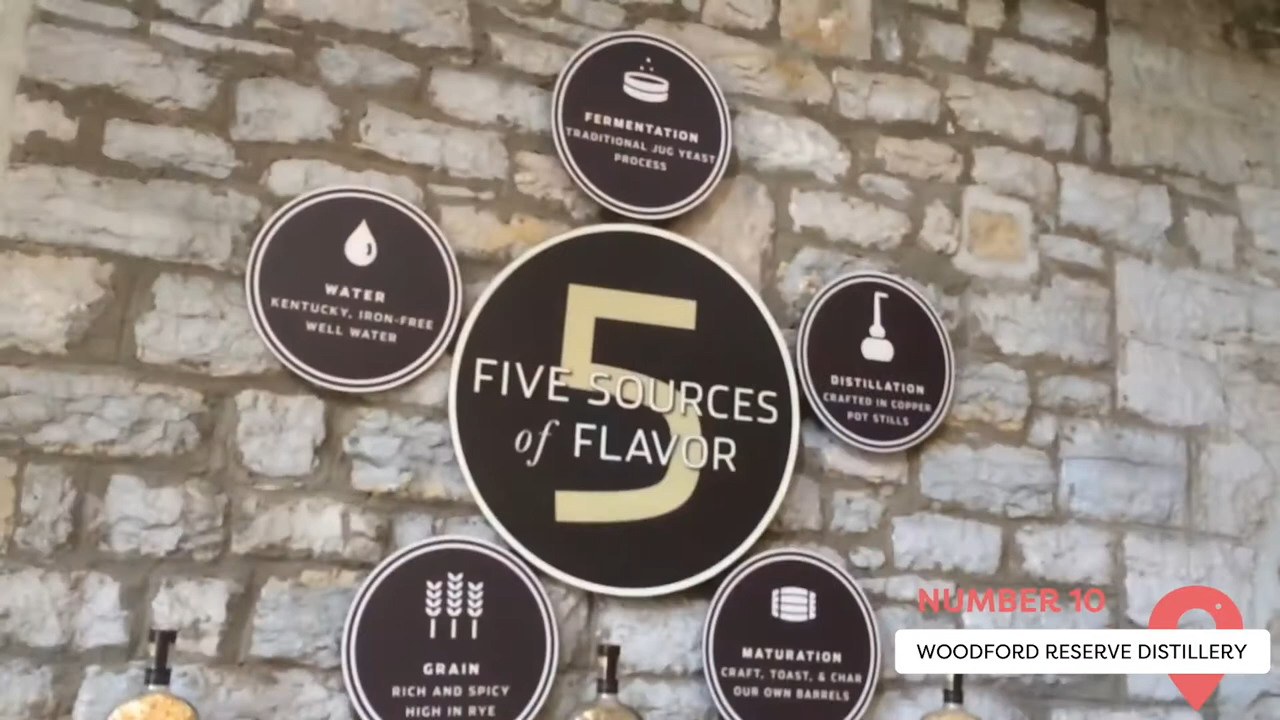 FERMENTATION
TRADITIONAL JUG YEAST
PROCESS
WATER
KENTUCKY, IRON-FREE
WELL WATER
5
FIVE SOURCES
of FLAVOR
DISTILLATION
CRAFTED IN COPPER
POT STILLS
GRAIN
RICH AND SPICY
HIGH IN RYE
MATURATION
CRAFT, TOAST, & CHAR
OUR OWN BARRELS
NUMBER 10
WOODFORD RESERVE DISTILLERY